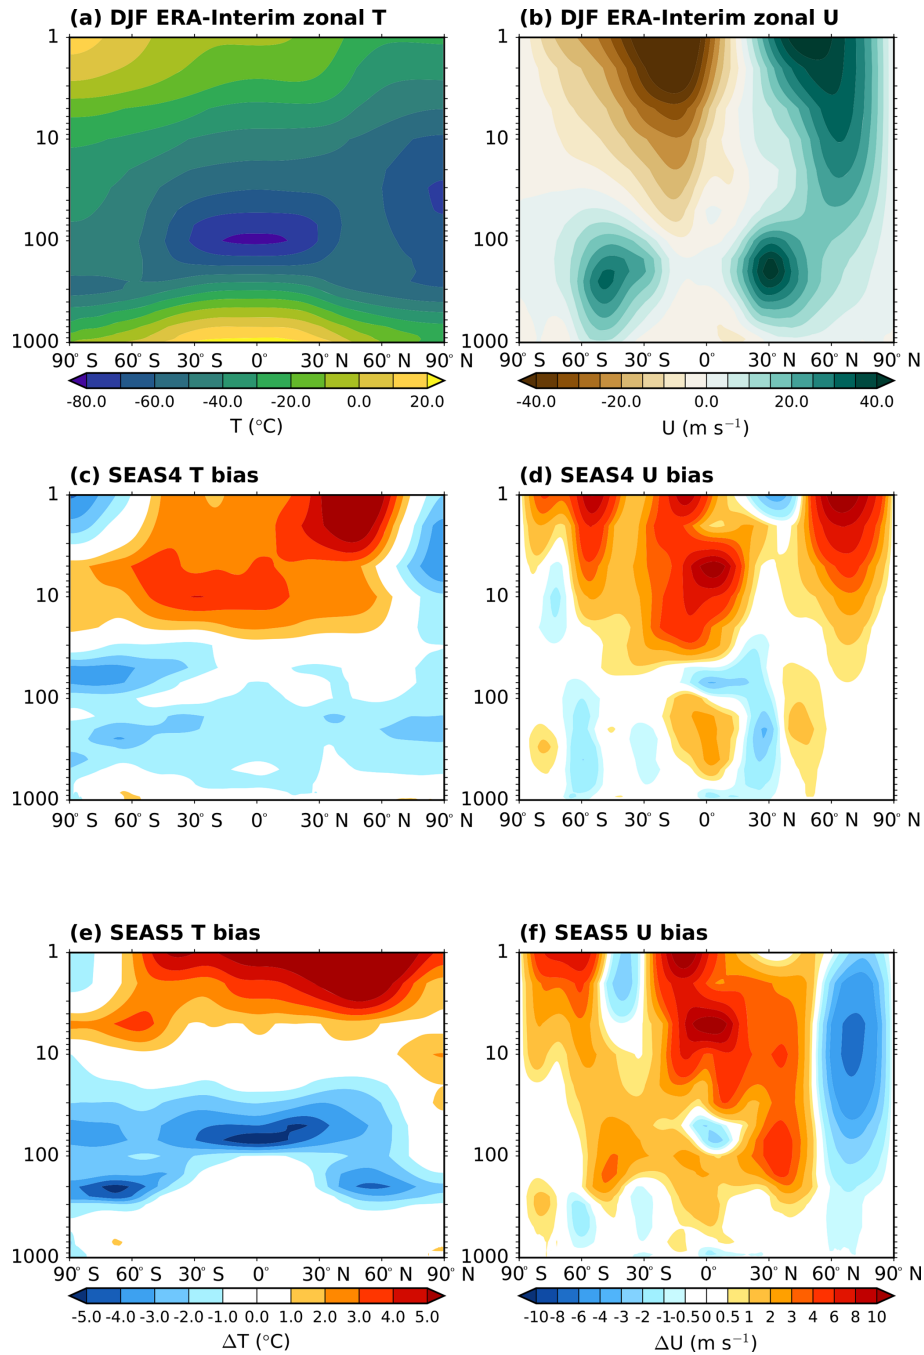 (a) DJF ERA-Interim zonal T
(b) DJF ERA-Interim zonal U
1
10
100
1000
90° S 60° S 30° S 0° 30° N 60° N 90° N
-80.0 -60.0 -40.0 -20.0 0.0 20.0
T (°C)
1
10
100
1000
90° S 60° S 30° S 0° 30° N 60° N 90° N
-40.0 -20.0 0.0 20.0 40.0
U (m s⁻¹)
(c) SEAS4 T bias
(d) SEAS4 U bias
1
10
100
1000
90° S 60° S 30° S 0° 30° N 60° N 90° N
1
10
100
1000
90° S 60° S 30° S 0° 30° N 60° N 90° N
(e) SEAS5 T bias
(f) SEAS5 U bias
1
10
100
1000
90° S 60° S 30° S 0° 30° N 60° N 90° N
-5.0 -4.0 -3.0 -2.0 -1.0 0.0 1.0 2.0 3.0 4.0 5.0
ΔT (°C)
1
10
100
1000
90° S 60° S 30° S 0° 30° N 60° N 90° N
-10 -8 -6 -4 -3 -2 -1 -0.5 0 0.5 1 2 3 4 6 8 10
ΔU (m s⁻¹)